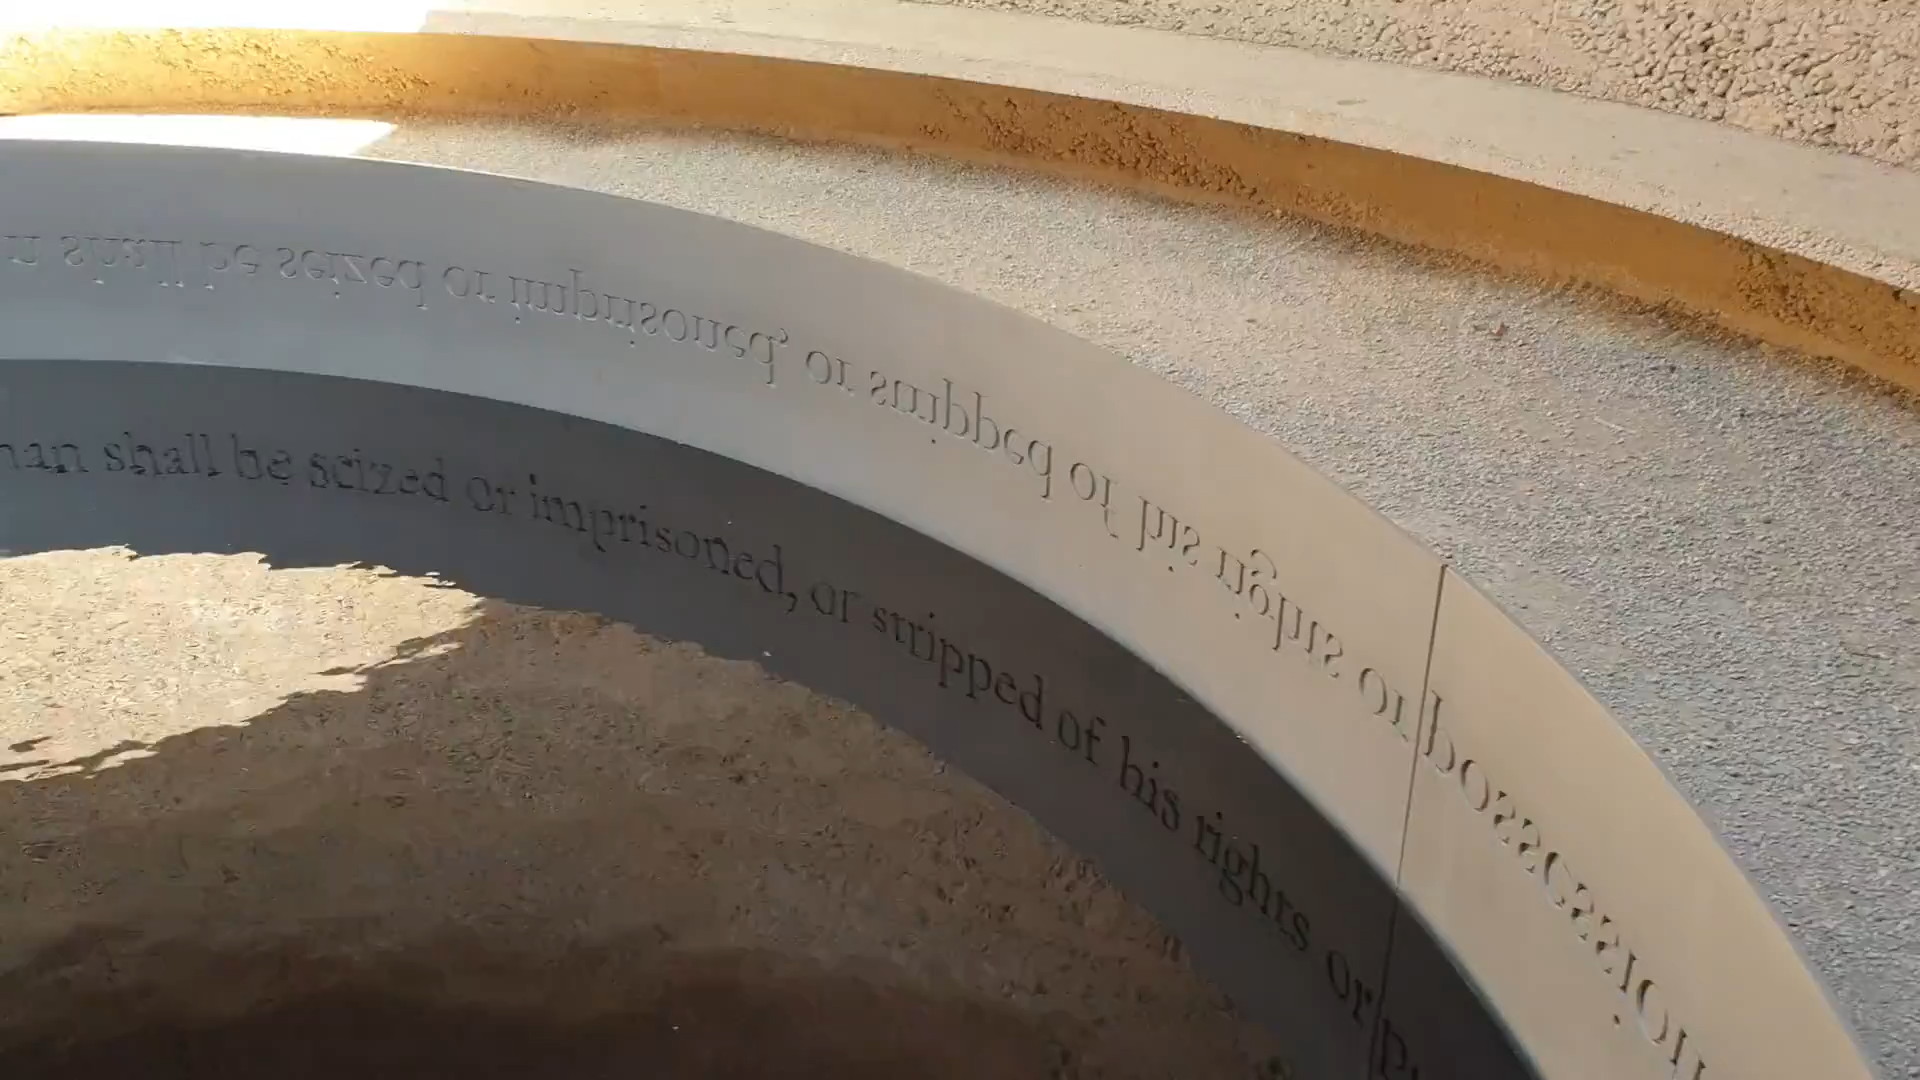 n shall be seized or imprisoned, or stripped of his rights or possession
man shall be seized or imprisoned, or stripped of his rights or p